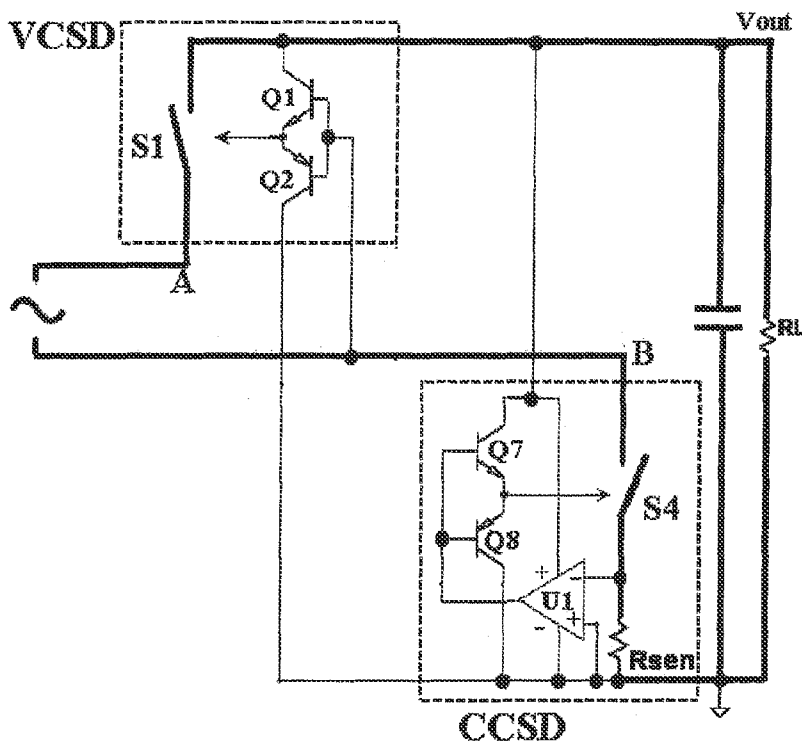 VCSD
Vout
Q1
S1
Q2
A
B
RL
Q7
S4
Q8
+
-
U1
+
-
Rsen
CCSD